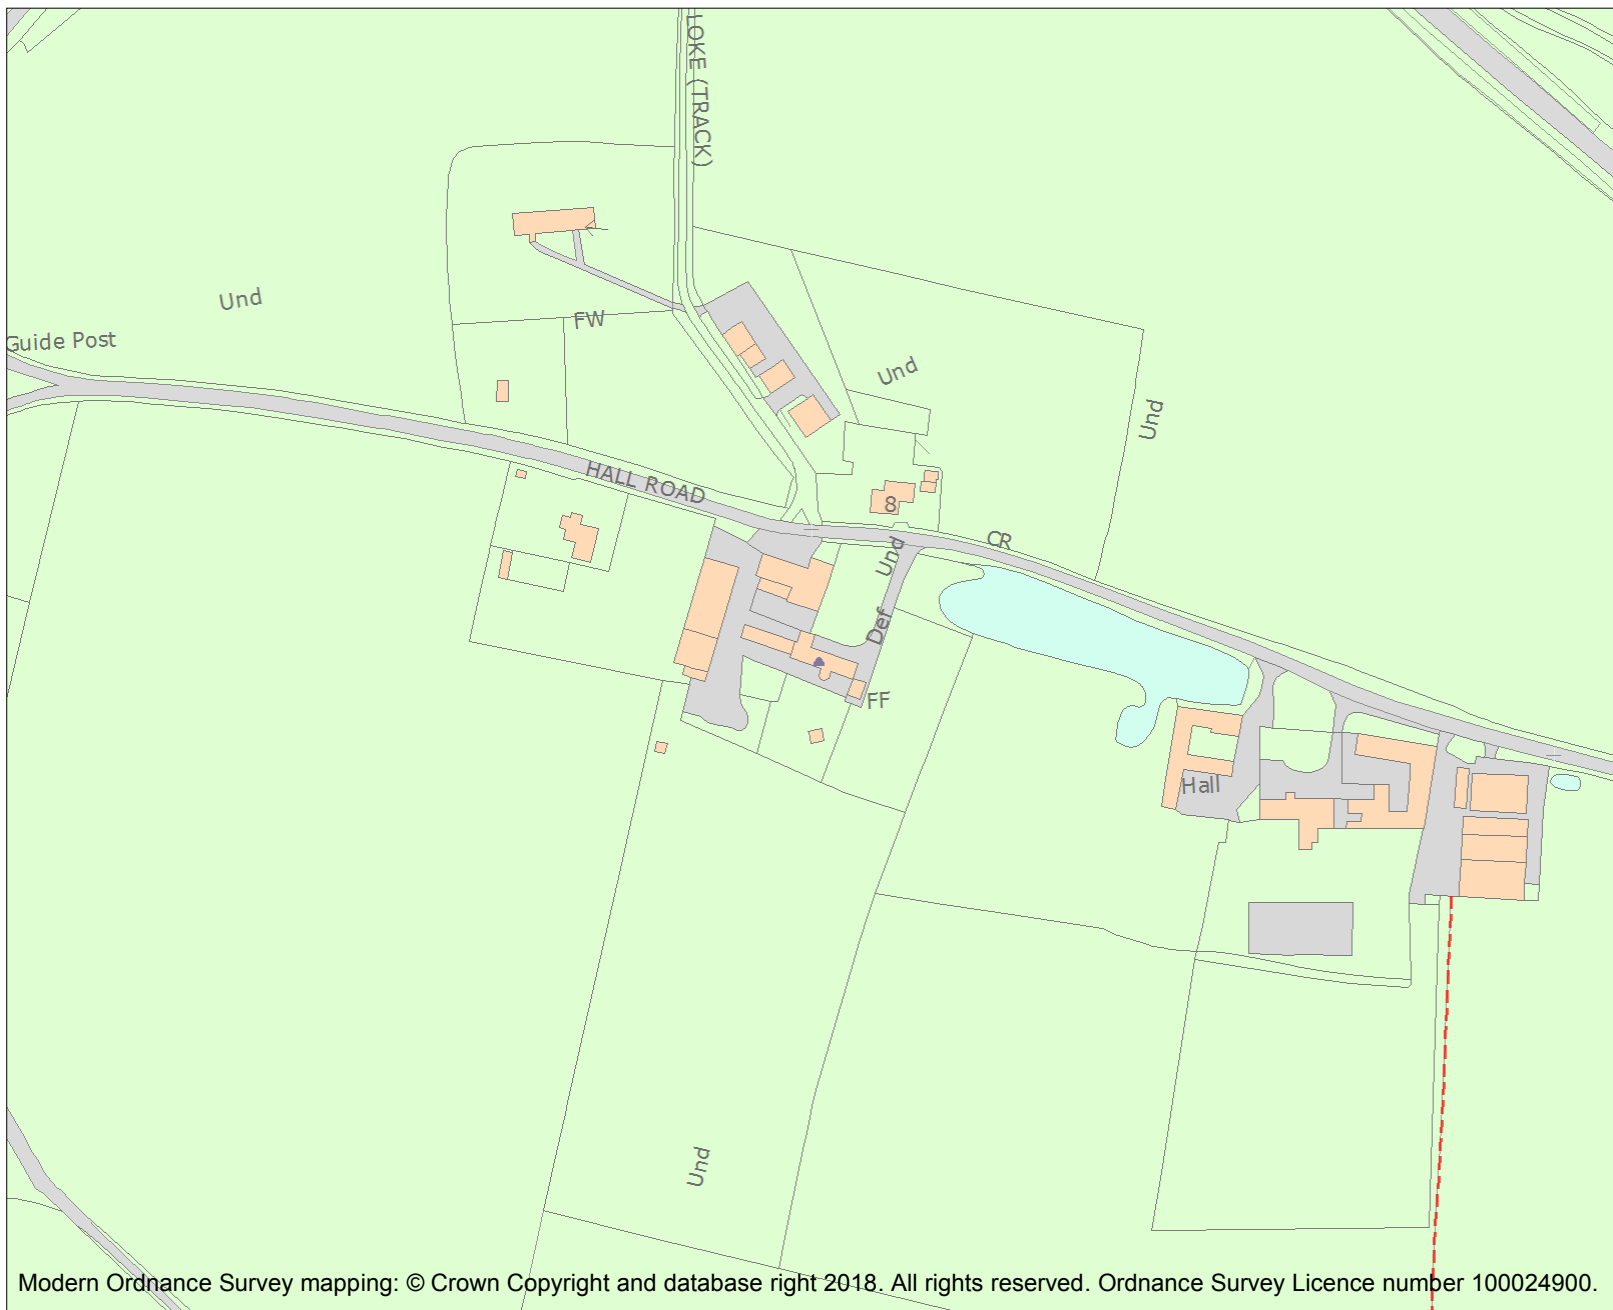 LOKE (TRACK)
Und
Guide Post
FW
Und
Und
HALL ROAD
8
CR
Und
Def
FF
Hall
Und
Modern Ordnance Survey mapping: © Crown Copyright and database right 2018. All rights reserved. Ordnance Survey Licence number 100024900.